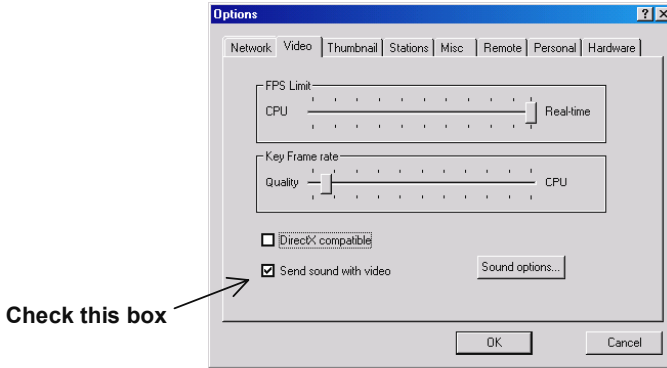 Options
Network Video Thumbnail Stations Misc Remote Personal Hardware
FPS Limit
CPU Real-time
Key Frame rate
Quality CPU
DirectX compatible
Send sound with video Sound options...
Check this box
OK Cancel